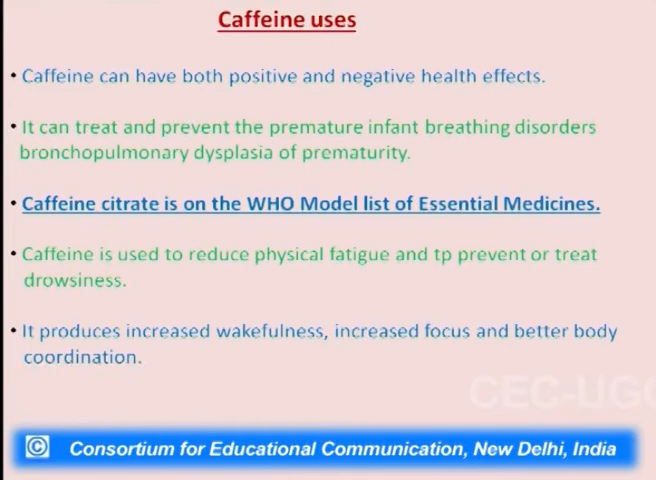 Caffeine uses
• Caffeine can have both positive and negative health effects.
• It can treat and prevent the premature infant breathing disorders
bronchopulmonary dysplasia of prematurity.
• Caffeine citrate is on the WHO Model list of Essential Medicines.
• Caffeine is used to reduce physical fatigue and tp prevent or treat
drowsiness.
• It produces increased wakefulness, increased focus and better body
coordination.
CEC-UGC
© Consortium for Educational Communication, New Delhi, India